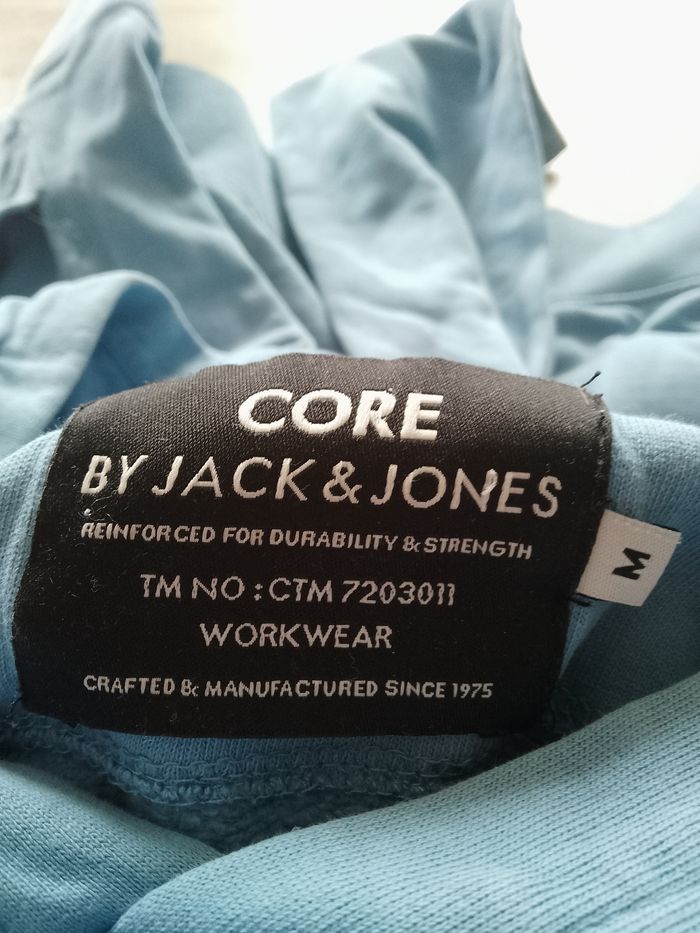 CORE
BY JACK & JONES
REINFORCED FOR DURABILITY & STRENGTH
TM NO : CTM 7203011
WORKWEAR
CRAFTED & MANUFACTURED SINCE 1975
M